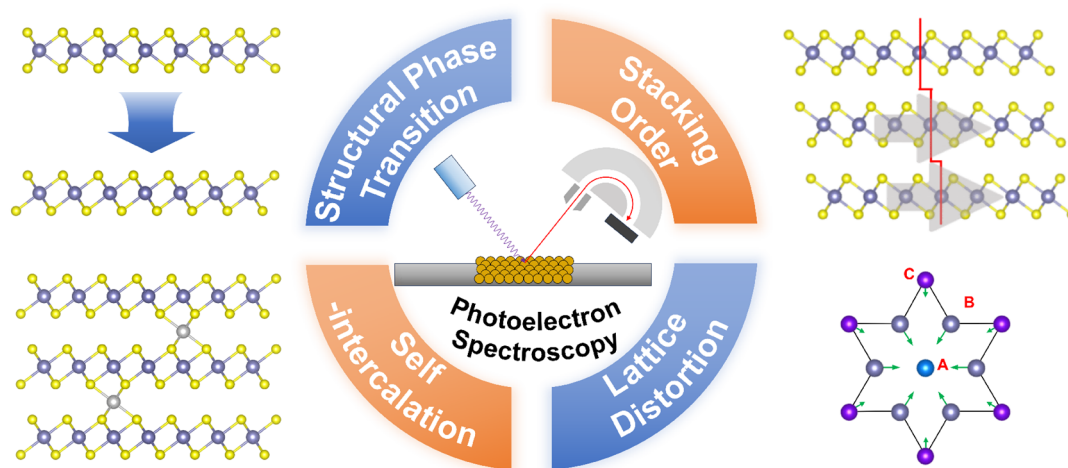 Structural Phase
Transition
Stacking
Order
Photoelectron
Spectroscopy
Self
-intercalation
Lattice
Distortion
C
B
A